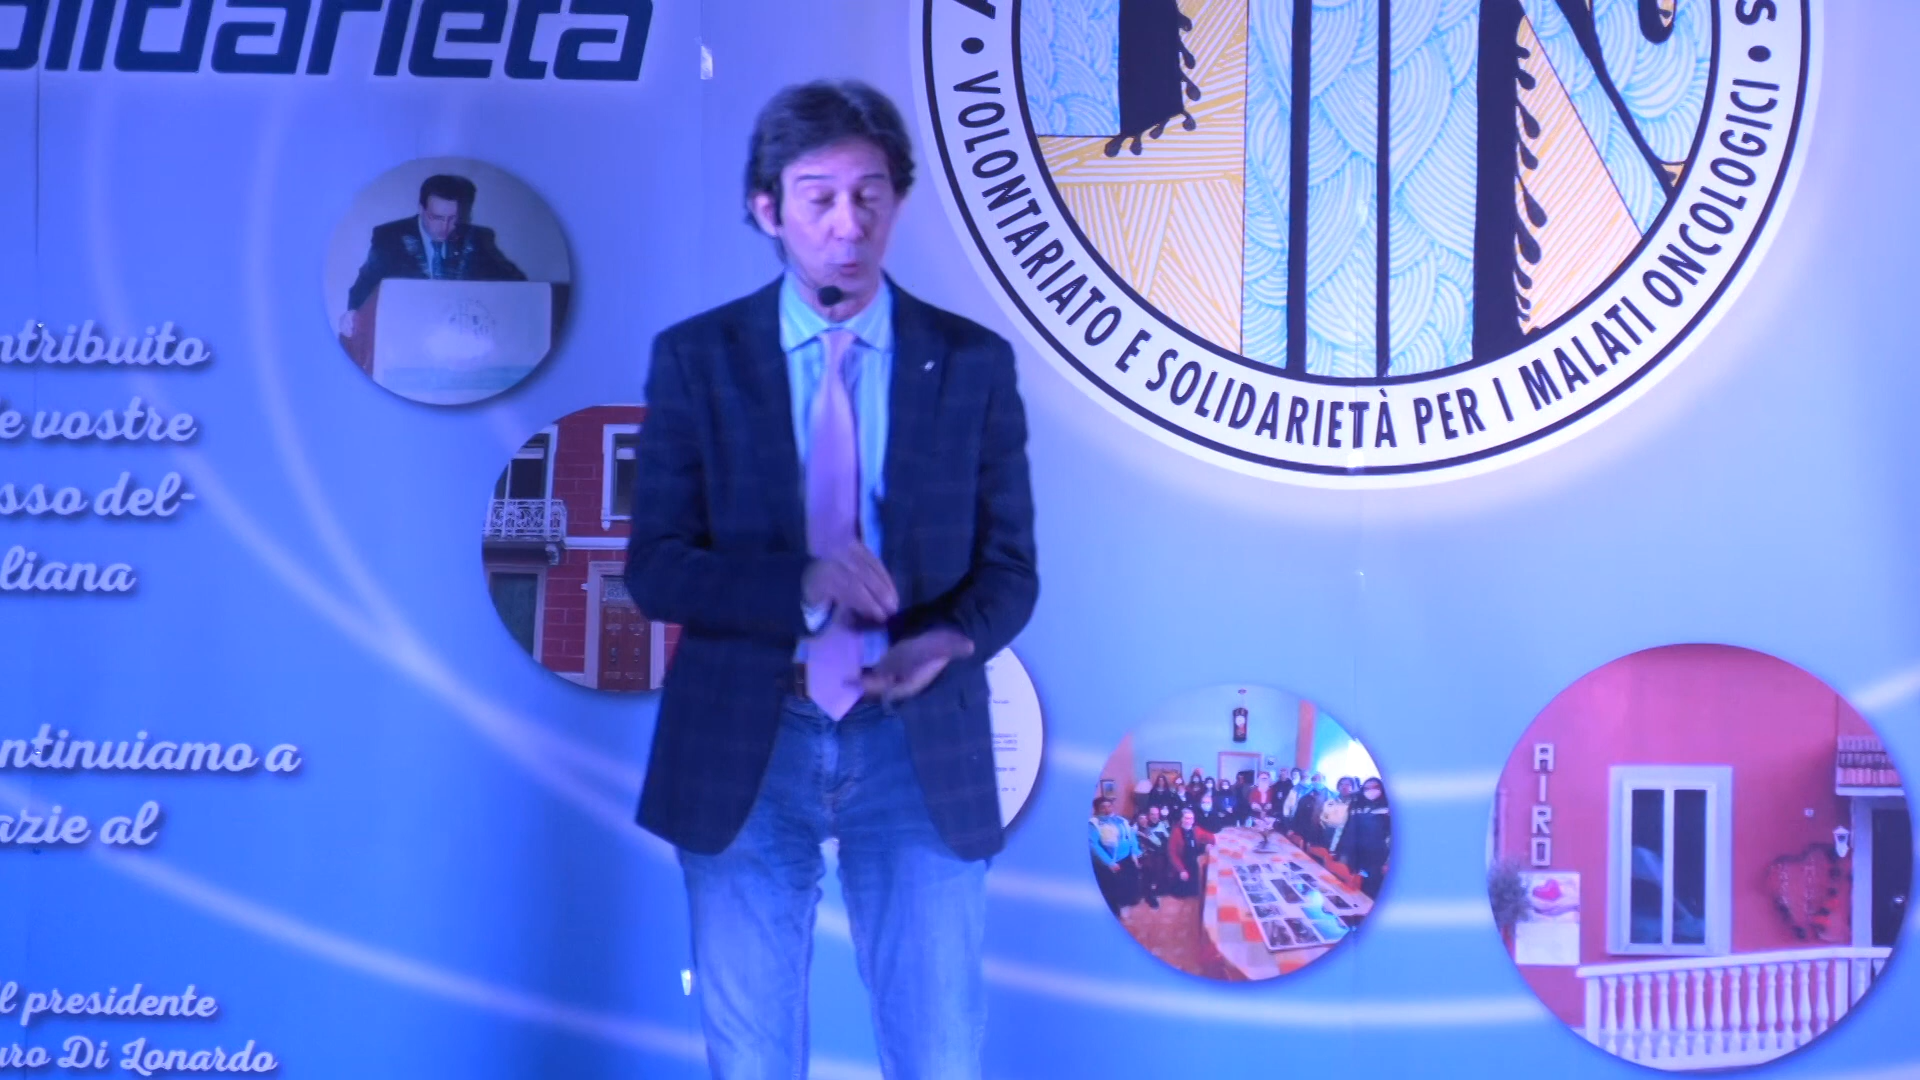 olidarietà
• VOLONTARIATO E SOLIDARIETÀ PER I MALATI ONCOLOGICI • S
ntribuito
e vostre
sso del-
liana
ntinuiamo a
azie al
l presidente
uro Di Lonardo
AIRO